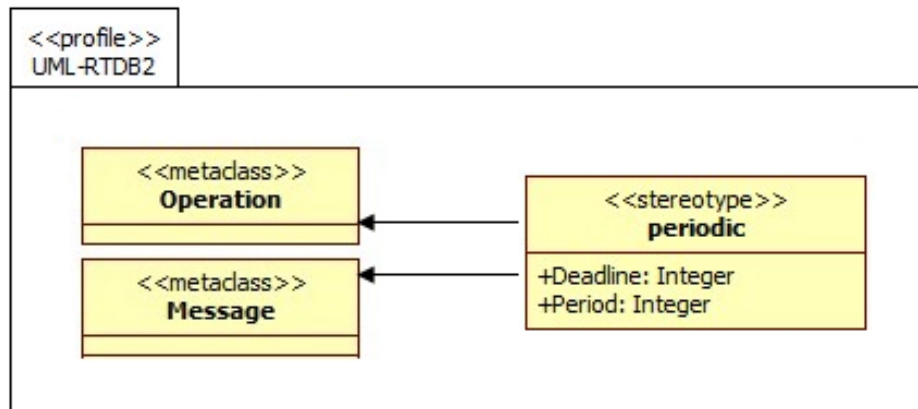 <<profile>>
UML-RTDB2
<<metaclass>>
Operation
<<metaclass>>
Message
<<stereotype>>
periodic
+Deadline: Integer
+Period: Integer